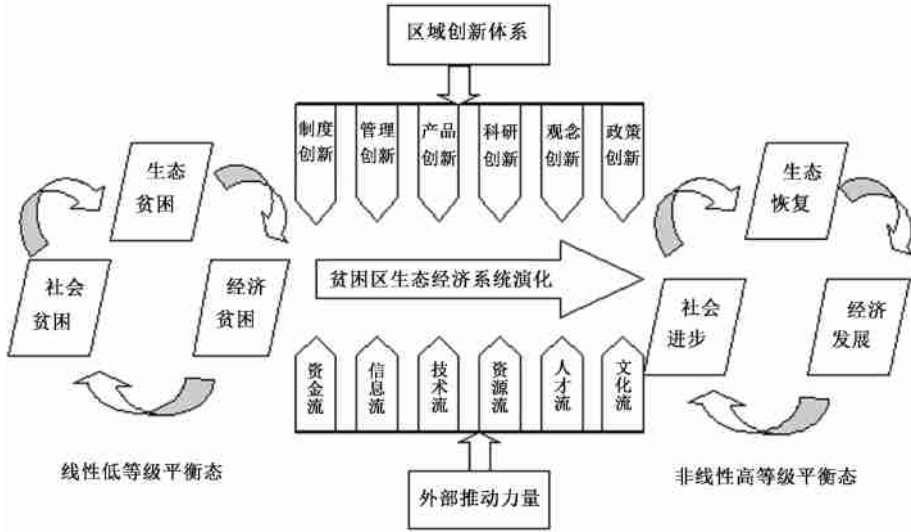 区域创新体系
制度
创新
管理
创新
产品
创新
科研
创新
观念
创新
政策
创新
生态
贫困
社会
贫困
经济
贫困
贫困区生态经济系统演化
生态
恢复
社会
进步
经济
发展
资金流
信息流
技术流
资源流
人才流
文化流
线性低等级平衡态
外部推动力量
非线性高等级平衡态